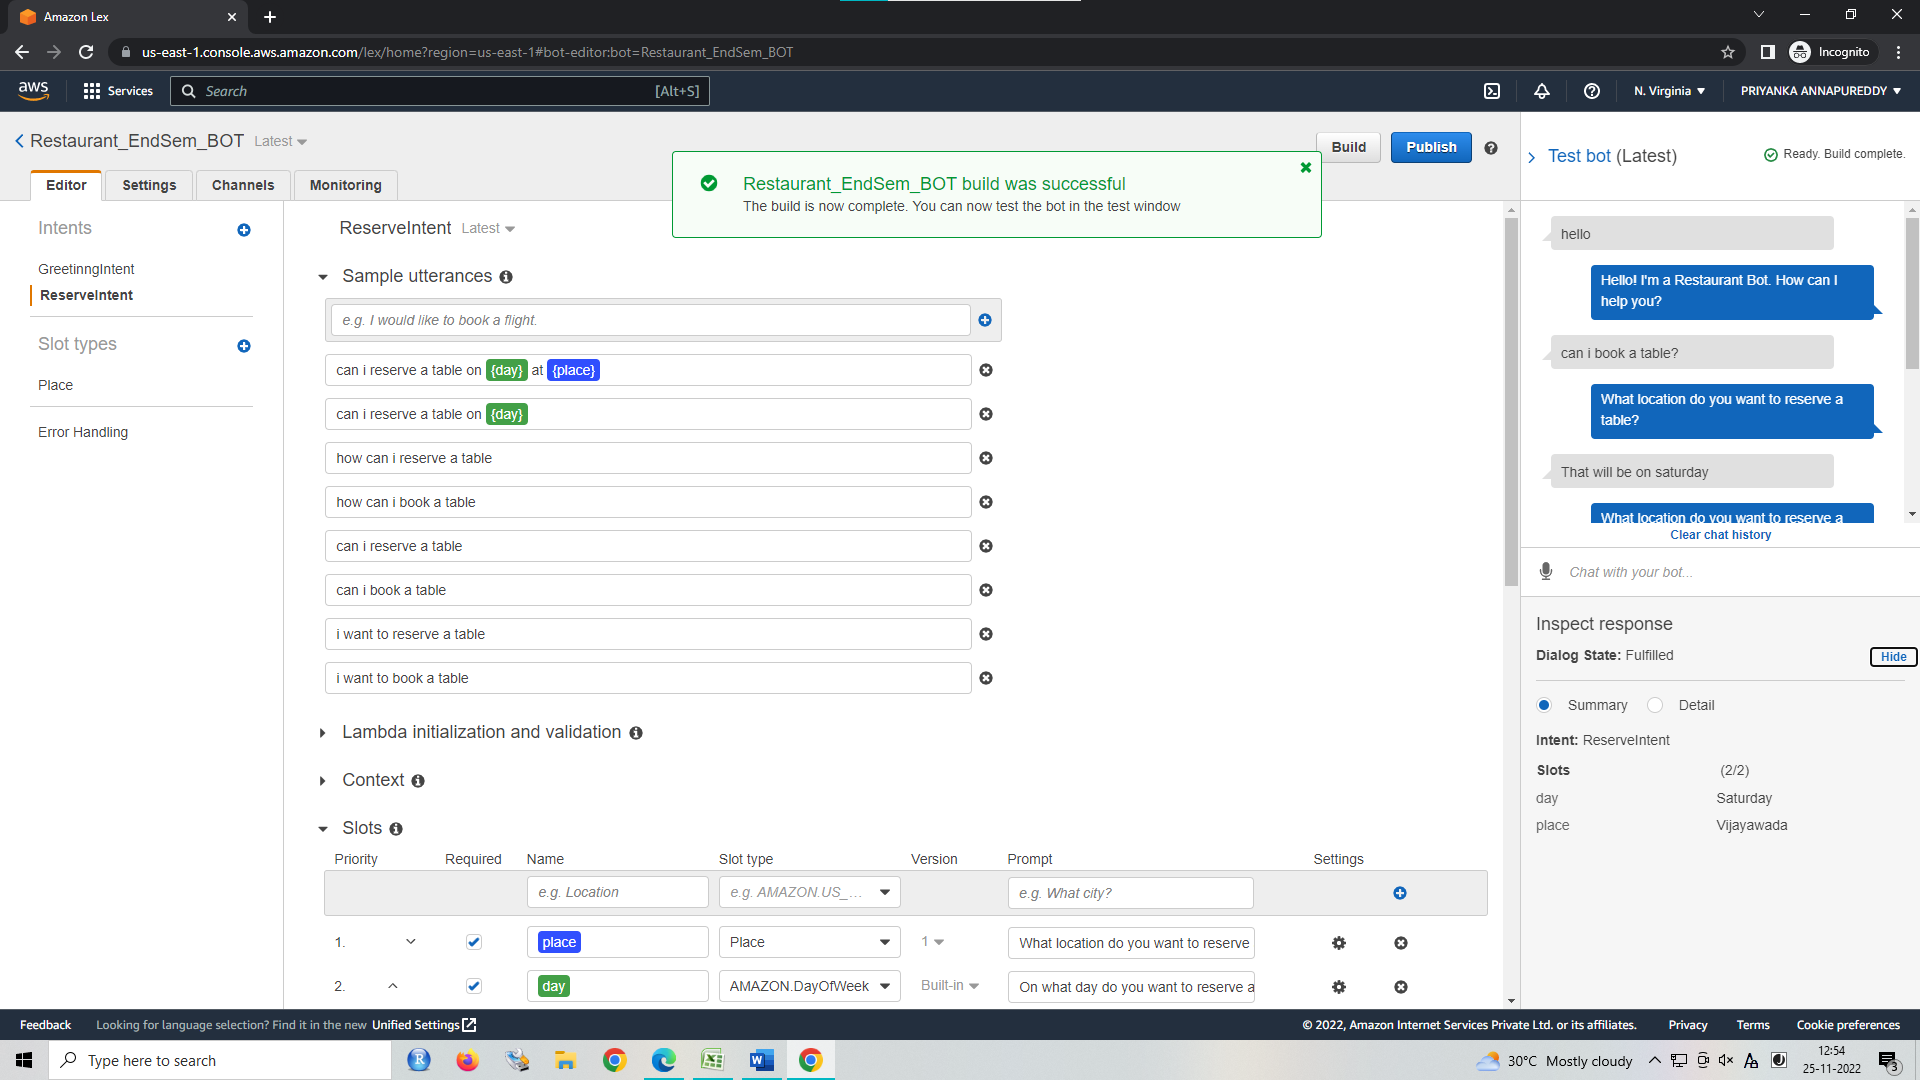 Amazon Lex
us-east-1.console.aws.amazon.com/lex/home?region=us-east-1#bot-editor:bot=Restaurant_EndSem_BOT
Incognito
aws
Services
Search
[Alt+S]
N. Virginia
PRIYANKA ANNAPUREDDY
Restaurant_EndSem_BOT Latest
Build
Publish
Editor
Settings
Channels
Monitoring
Restaurant_EndSem_BOT build was successful
The build is now complete. You can now test the bot in the test window
Intents
GreetinngIntent
ReserveIntent
Slot types
Place
Error Handling
ReserveIntent Latest
Sample utterances
e.g. I would like to book a flight.
can i reserve a table on {day} at {place}
can i reserve a table on {day}
how can i reserve a table
how can i book a table
can i reserve a table
can i book a table
i want to reserve a table
i want to book a table
Lambda initialization and validation
Context
Slots
Priority Required Name Slot type Version Prompt Settings
e.g. Location e.g. AMAZON.US_... e.g. What city?
1. place Place 1 What location do you want to reserve
2. day AMAZON.DayOfWeek Built-in On what day do you want to reserve a
Test bot (Latest)
Ready. Build complete.
hello
Hello! I'm a Restaurant Bot. How can I
help you?
can i book a table?
What location do you want to reserve a
table?
That will be on saturday
What location do you want to reserve a
Clear chat history
Chat with your bot...
Inspect response
Dialog State: Fulfilled
Hide
Summary
Detail
Intent: ReserveIntent
Slots (2/2)
day Saturday
place Vijayawada
Feedback
Looking for language selection? Find it in the new Unified Settings
© 2022, Amazon Internet Services Private Ltd. or its affiliates.
Privacy
Terms
Cookie preferences
Type here to search
30°C Mostly cloudy
12:54
25-11-2022
3